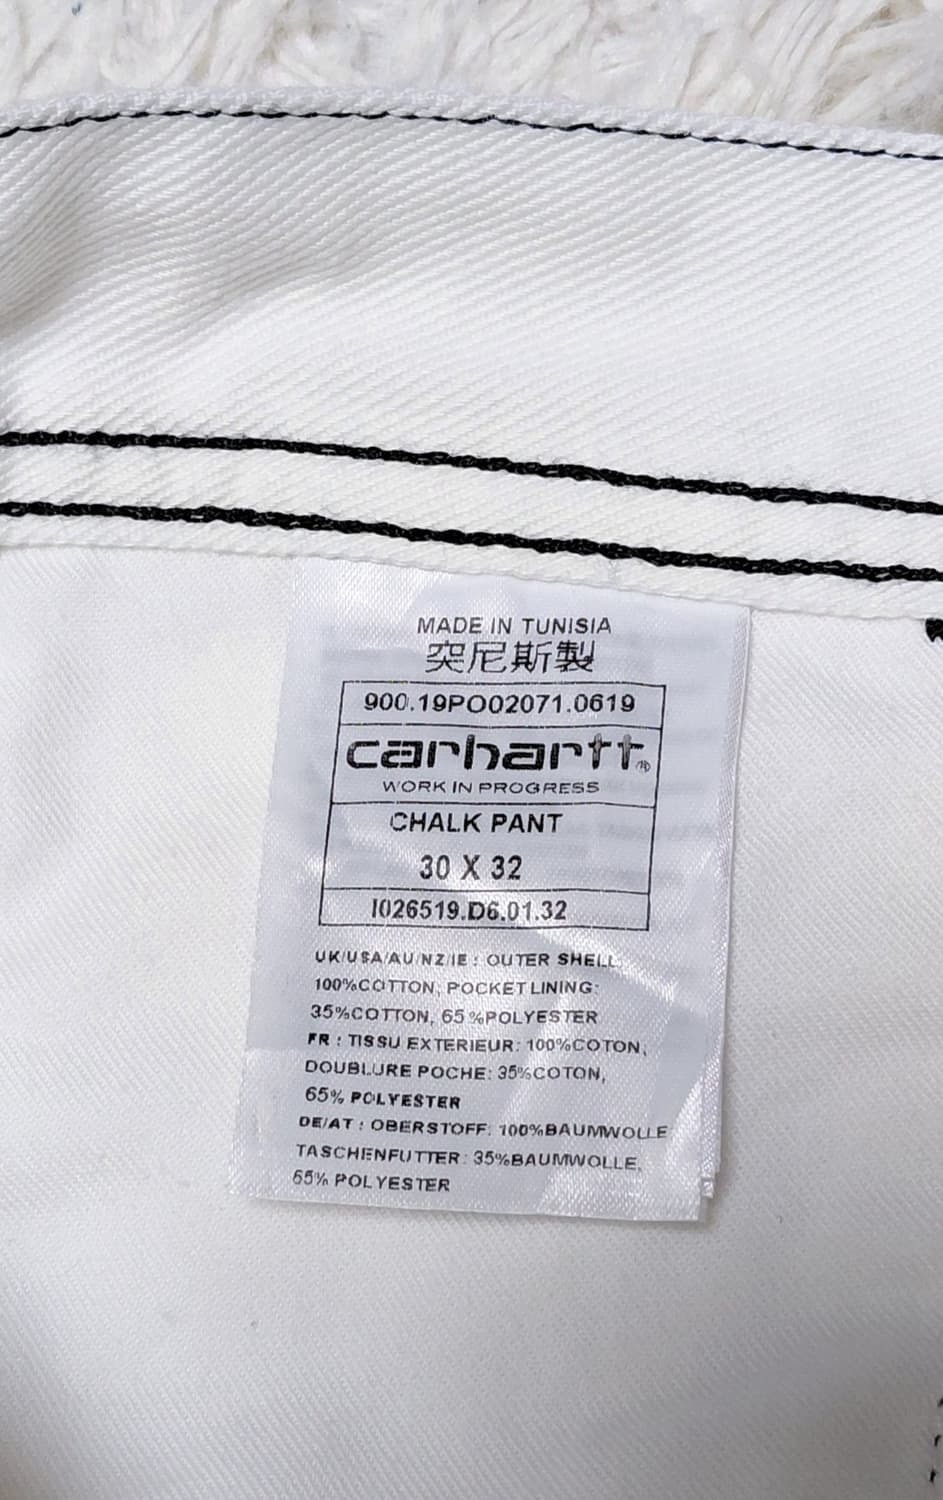 MADE IN TUNISIA
突尼斯製
900.19PO02071.0619
carhartt®
WORK IN PROGRESS
CHALK PANT
30 X 32
I026519.D6.01.32
UK/USA/AU/NZ/IE : OUTER SHELL:
100%COTTON, POCKET LINING:
35%COTTON, 65%POLYESTER
FR : TISSU EXTERIEUR: 100%COTON,
DOUBLURE POCHE: 35%COTON,
65% POLYESTER
DE/AT : OBERSTOFF: 100%BAUMWOLLE
TASCHENFUTTER: 35%BAUMWOLLE,
65% POLYESTER